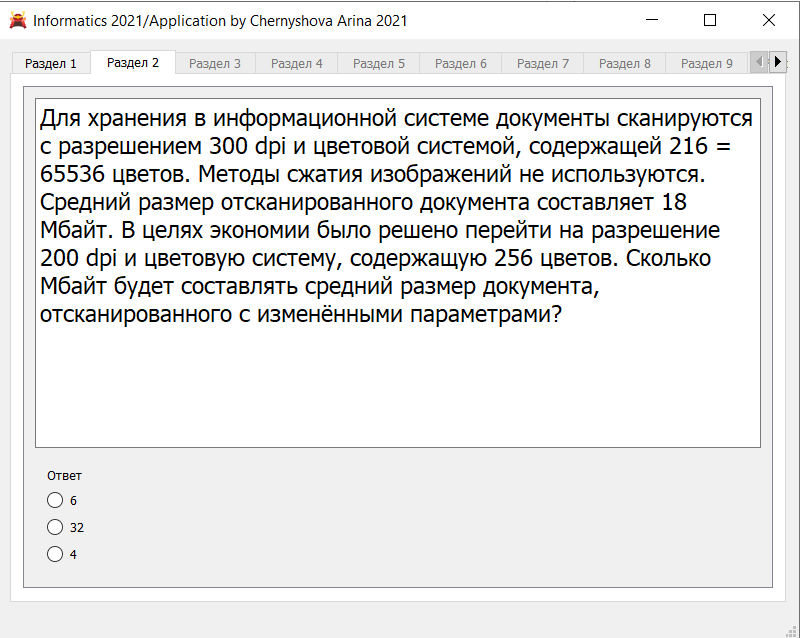 Informatics 2021/Application by Chernyshova Arina 2021
Раздел 1 Раздел 2 Раздел 3 Раздел 4 Раздел 5 Раздел 6 Раздел 7 Раздел 8 Раздел 9
Для хранения в информационной системе документы сканируются
с разрешением 300 dpi и цветовой системой, содержащей 216 =
65536 цветов. Методы сжатия изображений не используются.
Средний размер отсканированного документа составляет 18
Мбайт. В целях экономии было решено перейти на разрешение
200 dpi и цветовую систему, содержащую 256 цветов. Сколько
Мбайт будет составлять средний размер документа,
отсканированного с изменёнными параметрами?
Ответ
6
32
4